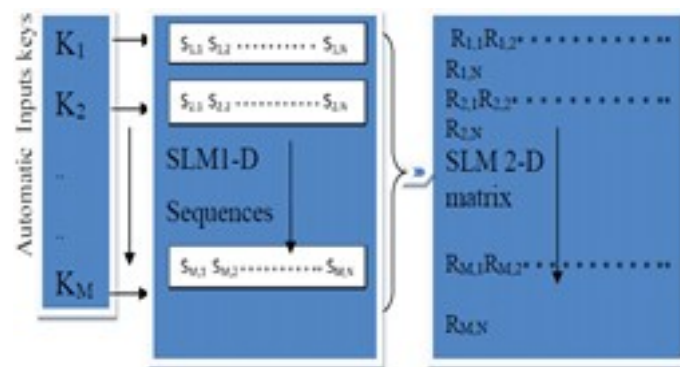 Automatic Inputs keys
K1
K2
..
..
KM
S1,1 S1,2 ............ S1,N
S2,1 S2,2 ............ S2,N
SLM1-D
Sequences
SM,1 SM,2 ............ SM,N
»
R1,1R1,2............
R1,N
R2,1R2,2............
R2,N
SLM 2-D
matrix
RM,1RM,2............
RM,N